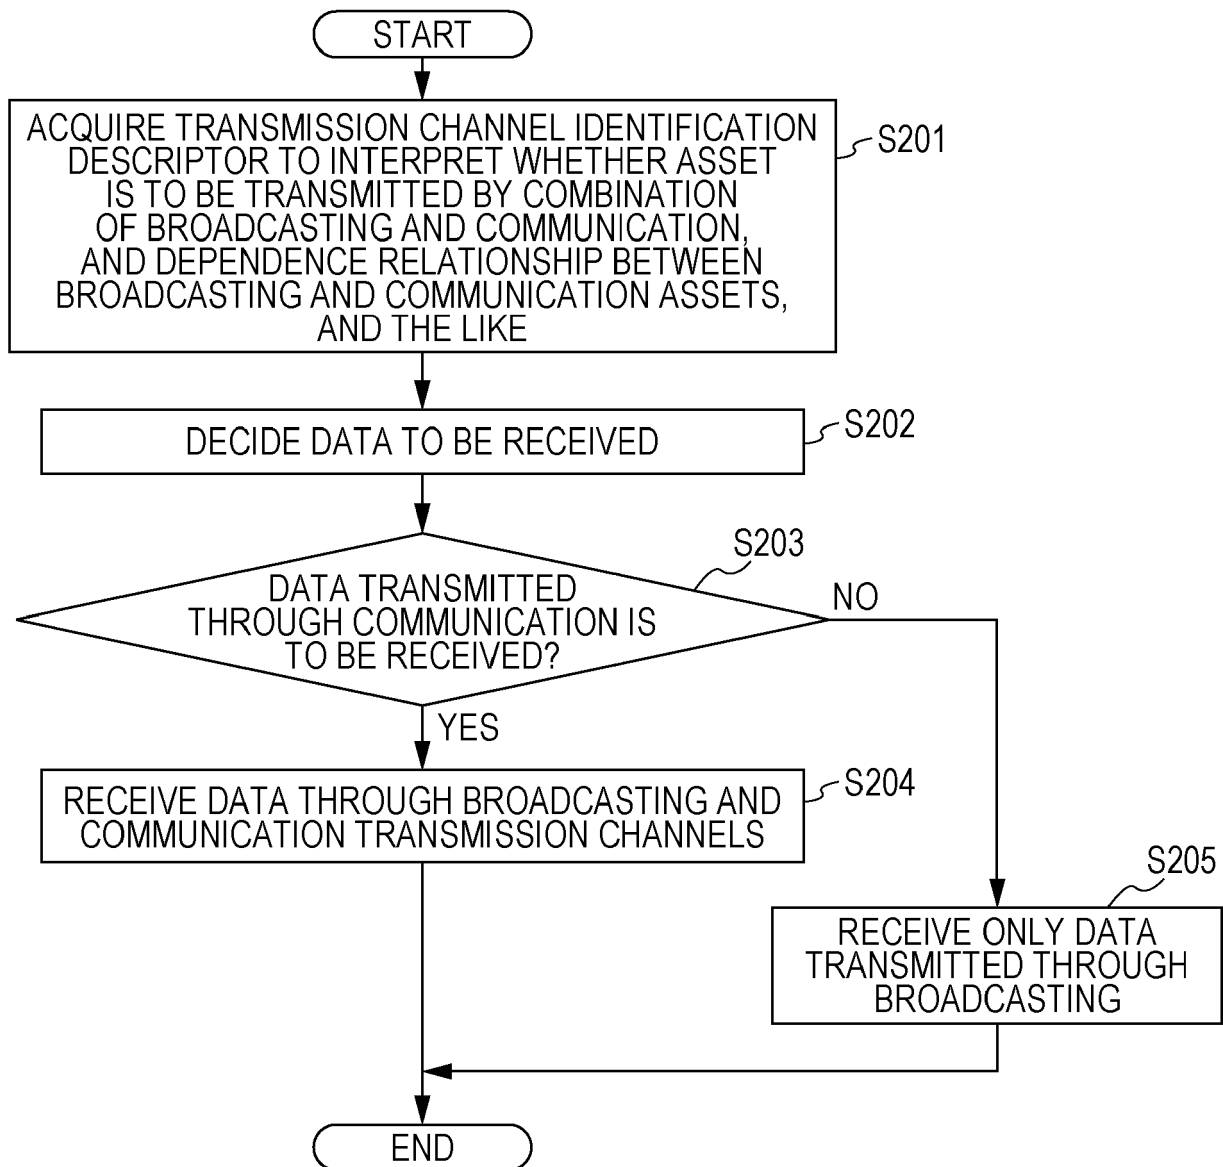 START
ACQUIRE TRANSMISSION CHANNEL IDENTIFICATION
DESCRIPTOR TO INTERPRET WHETHER ASSET
IS TO BE TRANSMITTED BY COMBINATION
OF BROADCASTING AND COMMUNICATION,
AND DEPENDENCE RELATIONSHIP BETWEEN
BROADCASTING AND COMMUNICATION ASSETS,
AND THE LIKE
S201
DECIDE DATA TO BE RECEIVED
S202
DATA TRANSMITTED
THROUGH COMMUNICATION IS
TO BE RECEIVED?
S203
NO
YES
RECEIVE DATA THROUGH BROADCASTING AND
COMMUNICATION TRANSMISSION CHANNELS
S204
S205
RECEIVE ONLY DATA
TRANSMITTED THROUGH
BROADCASTING
END